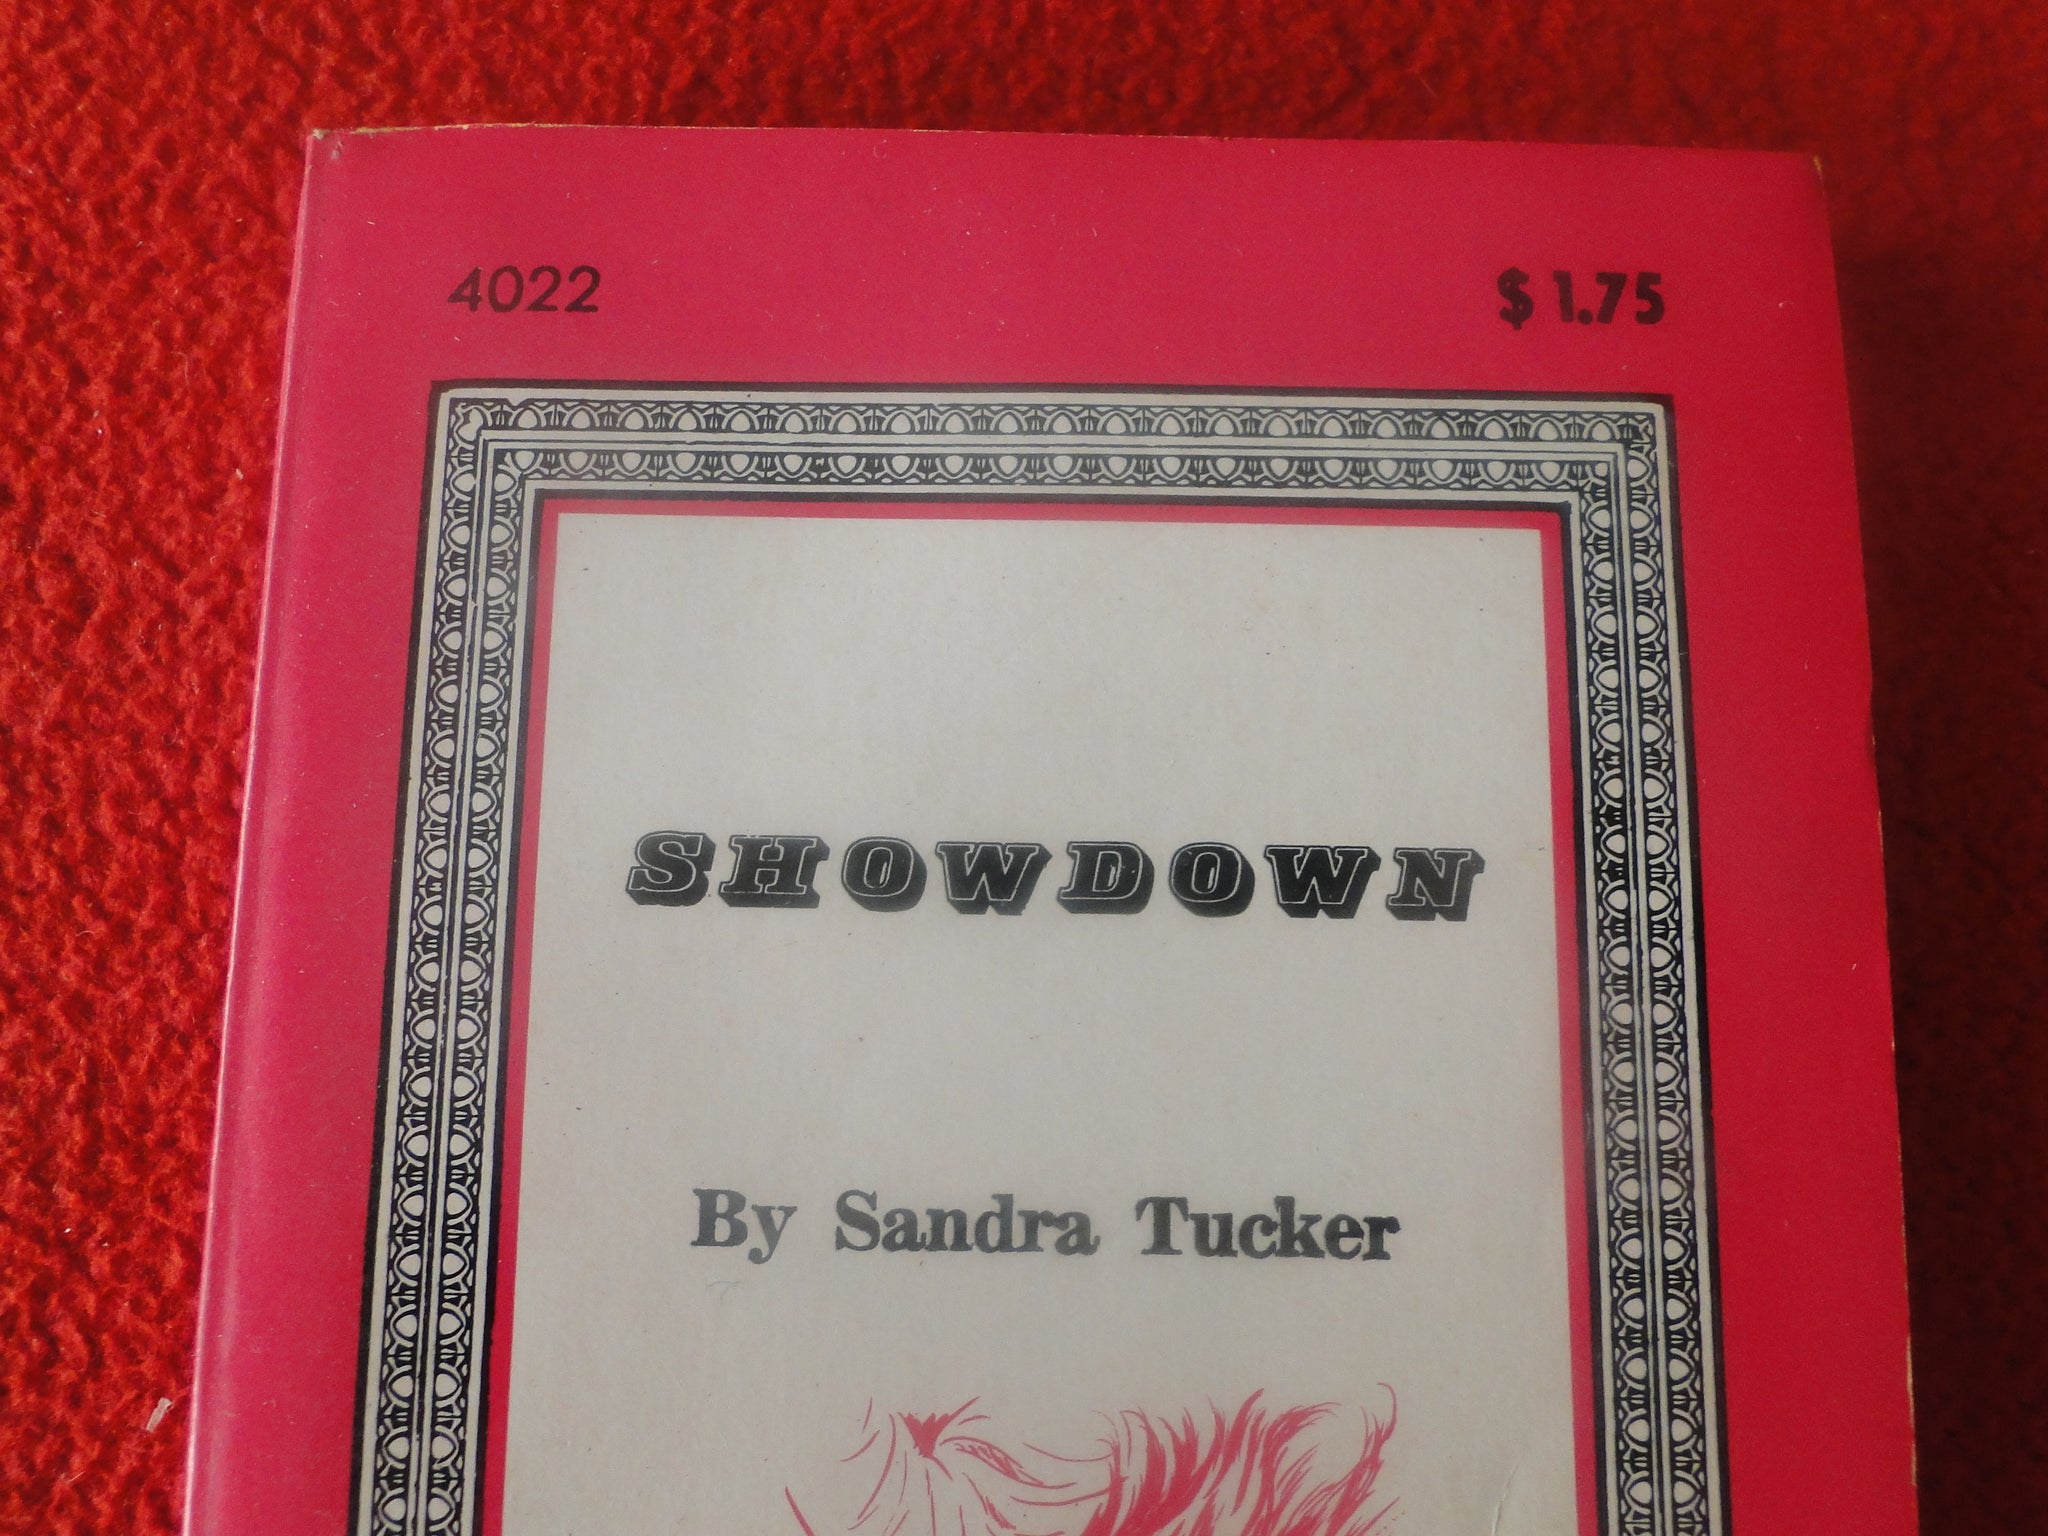 4022 $ 1.75
SHOWDOWN
By Sandra Tucker